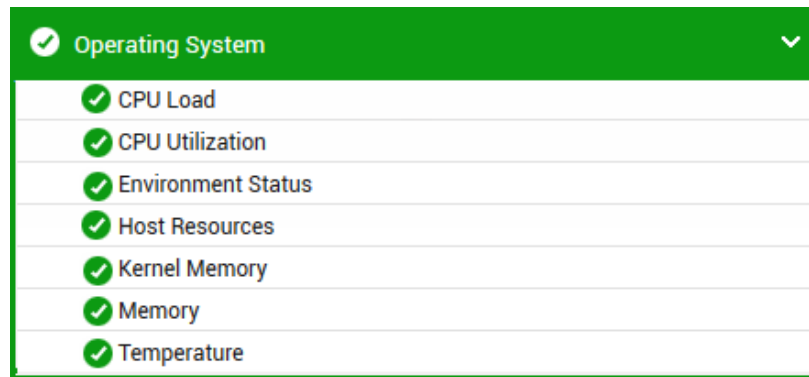 Operating System
CPU Load
CPU Utilization
Environment Status
Host Resources
Kernel Memory
Memory
Temperature